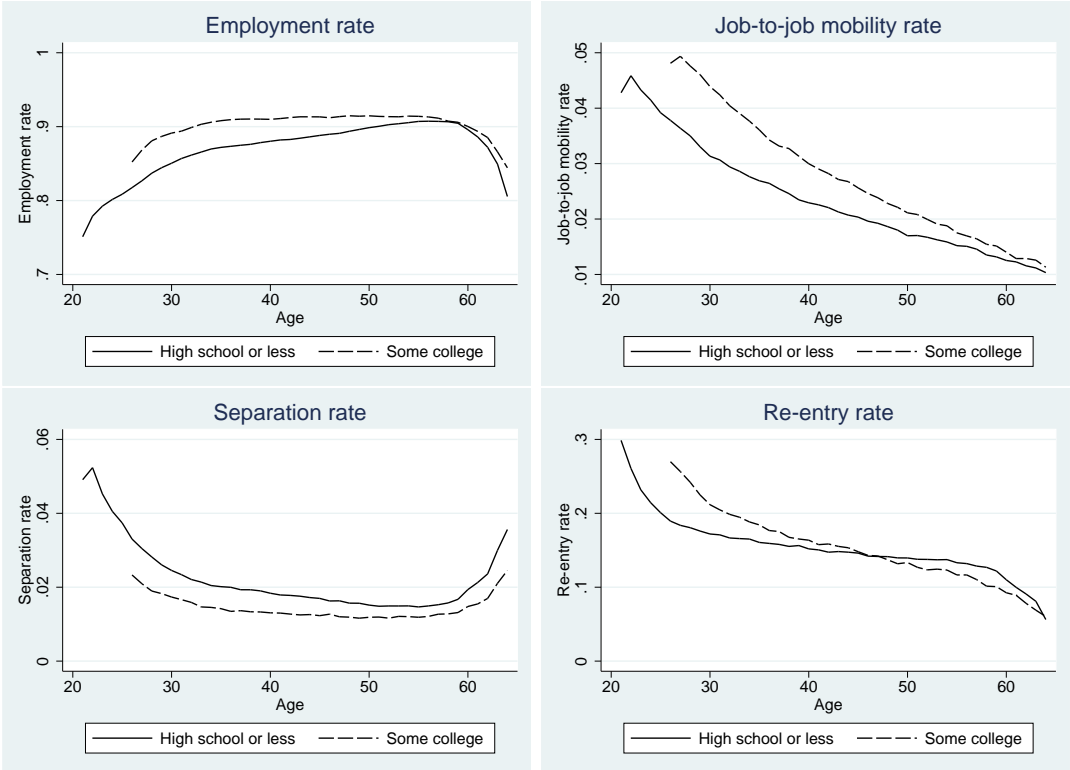 Employment rate
Employment rate
1
.9
.8
.7
20 30 40 50 60
Age
High school or less Some college
Job-to-job mobility rate
Job-to-job mobility rate
.05
.04
.03
.02
.01
20 30 40 50 60
Age
High school or less Some college
Separation rate
Separation rate
.06
.04
.02
0
20 30 40 50 60
Age
High school or less Some college
Re-entry rate
Re-entry rate
.3
.2
.1
0
20 30 40 50 60
Age
High school or less Some college